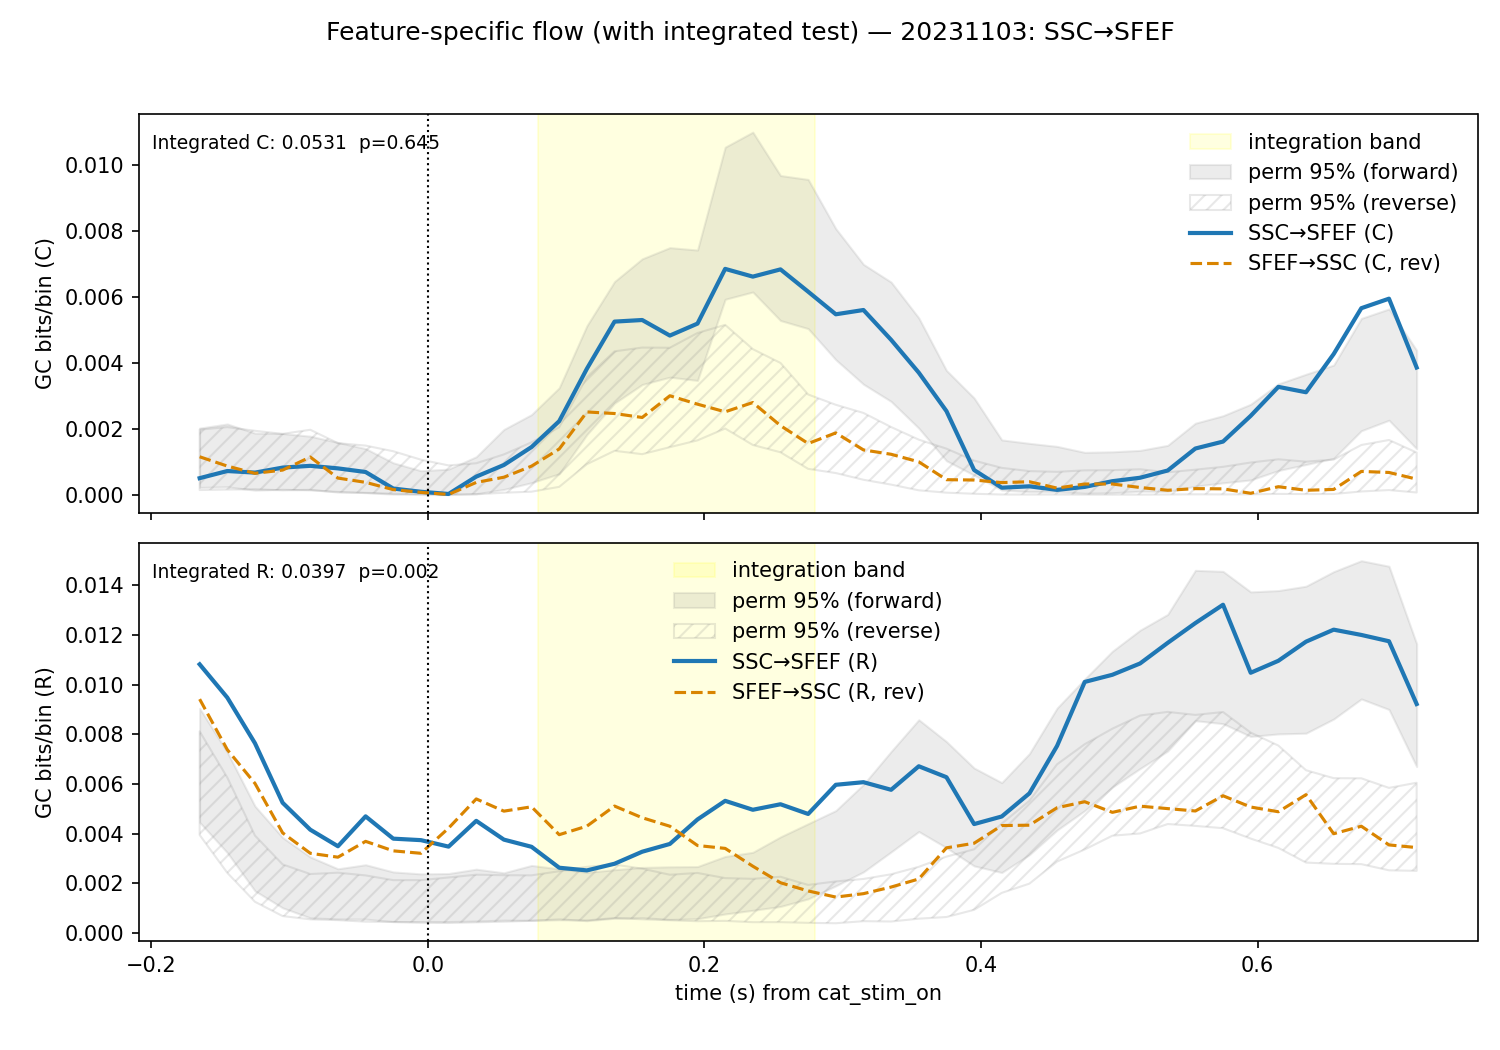 Feature-specific flow (with integrated test) — 20231103: SSC→SFEF
Integrated C: 0.0531  p=0.645
integration band
perm 95% (forward)
perm 95% (reverse)
SSC→SFEF (C)
SFEF→SSC (C, rev)
GC bits/bin (C)
0.010
0.008
0.006
0.004
0.002
0.000
Integrated R: 0.0397  p=0.002
integration band
perm 95% (forward)
perm 95% (reverse)
SSC→SFEF (R)
SFEF→SSC (R, rev)
GC bits/bin (R)
0.014
0.012
0.010
0.008
0.006
0.004
0.002
0.000
−0.2 0.0 0.2 0.4 0.6
time (s) from cat_stim_on